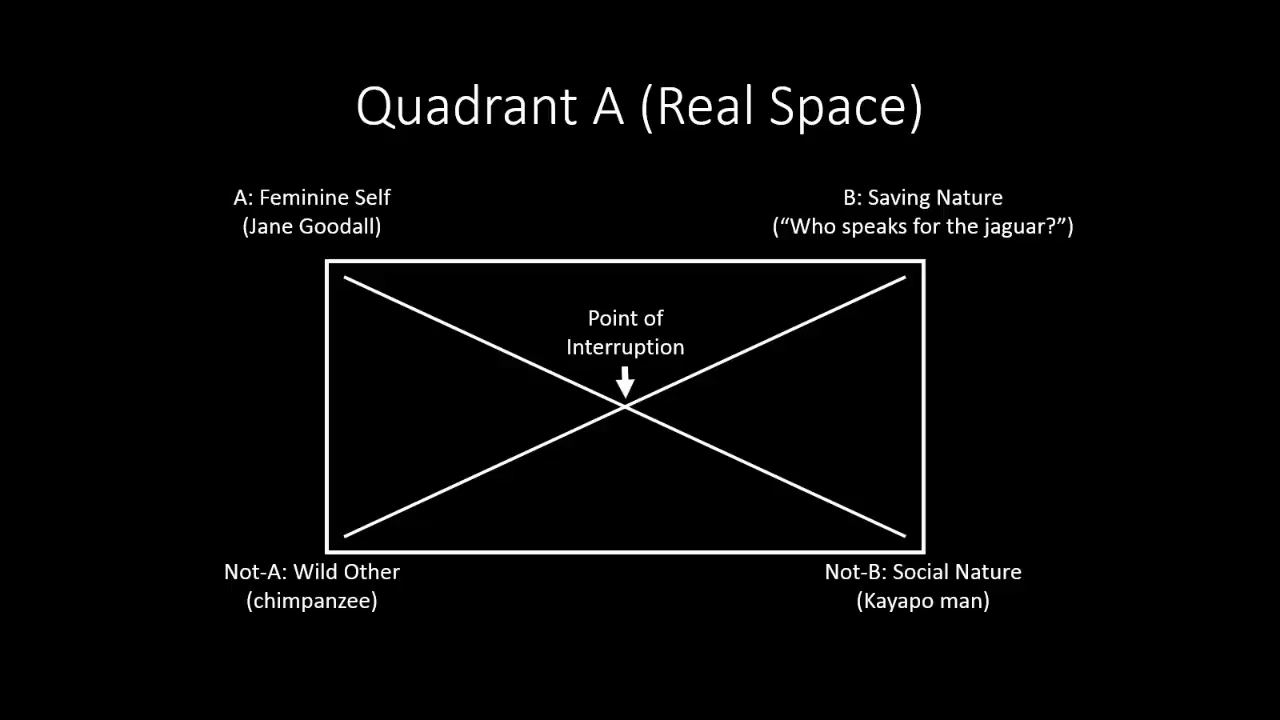 Quadrant A (Real Space)
A: Feminine Self
(Jane Goodall)
B: Saving Nature
(“Who speaks for the jaguar?”)
Point of
Interruption
Not-A: Wild Other
(chimpanzee)
Not-B: Social Nature
(Kayapo man)